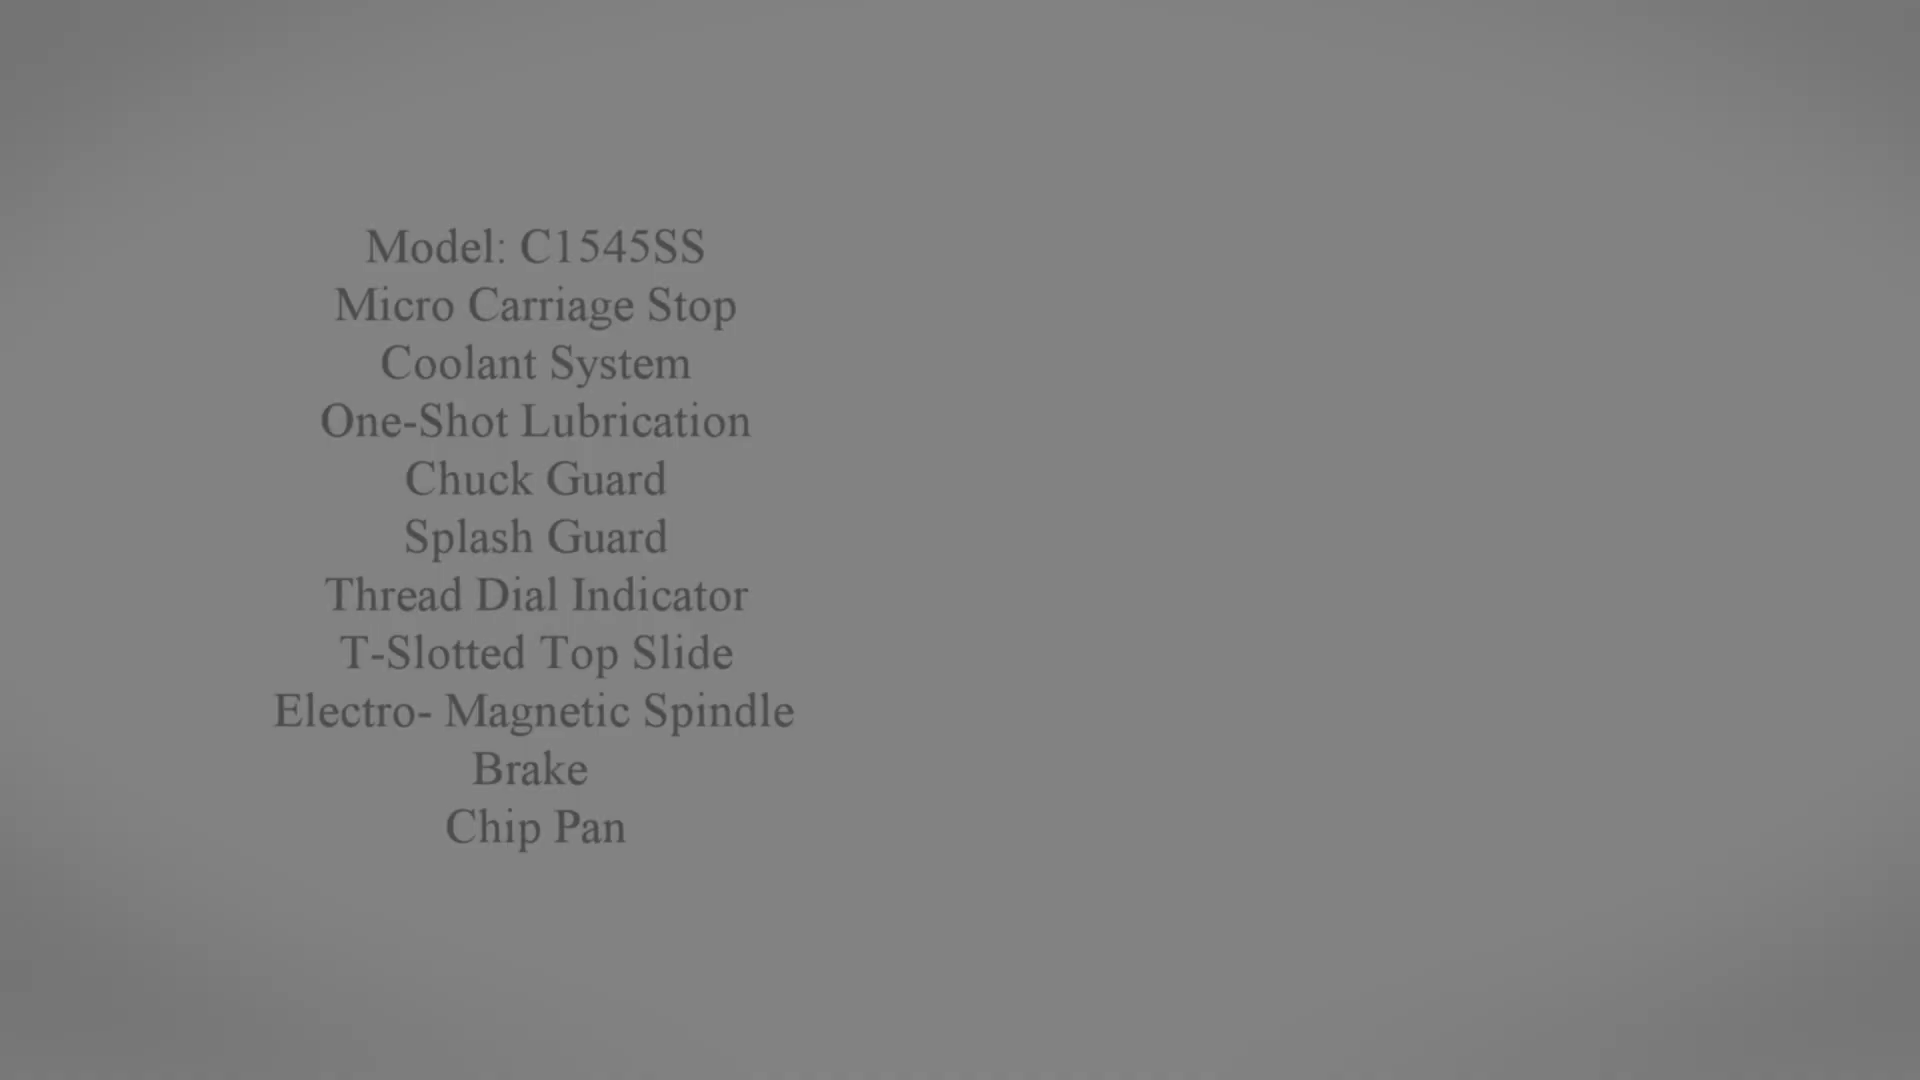 Model: C1545SS
Micro Carriage Stop
Coolant System
One-Shot Lubrication
Chuck Guard
Splash Guard
Thread Dial Indicator
T-Slotted Top Slide
Electro- Magnetic Spindle
Brake
Chip Pan